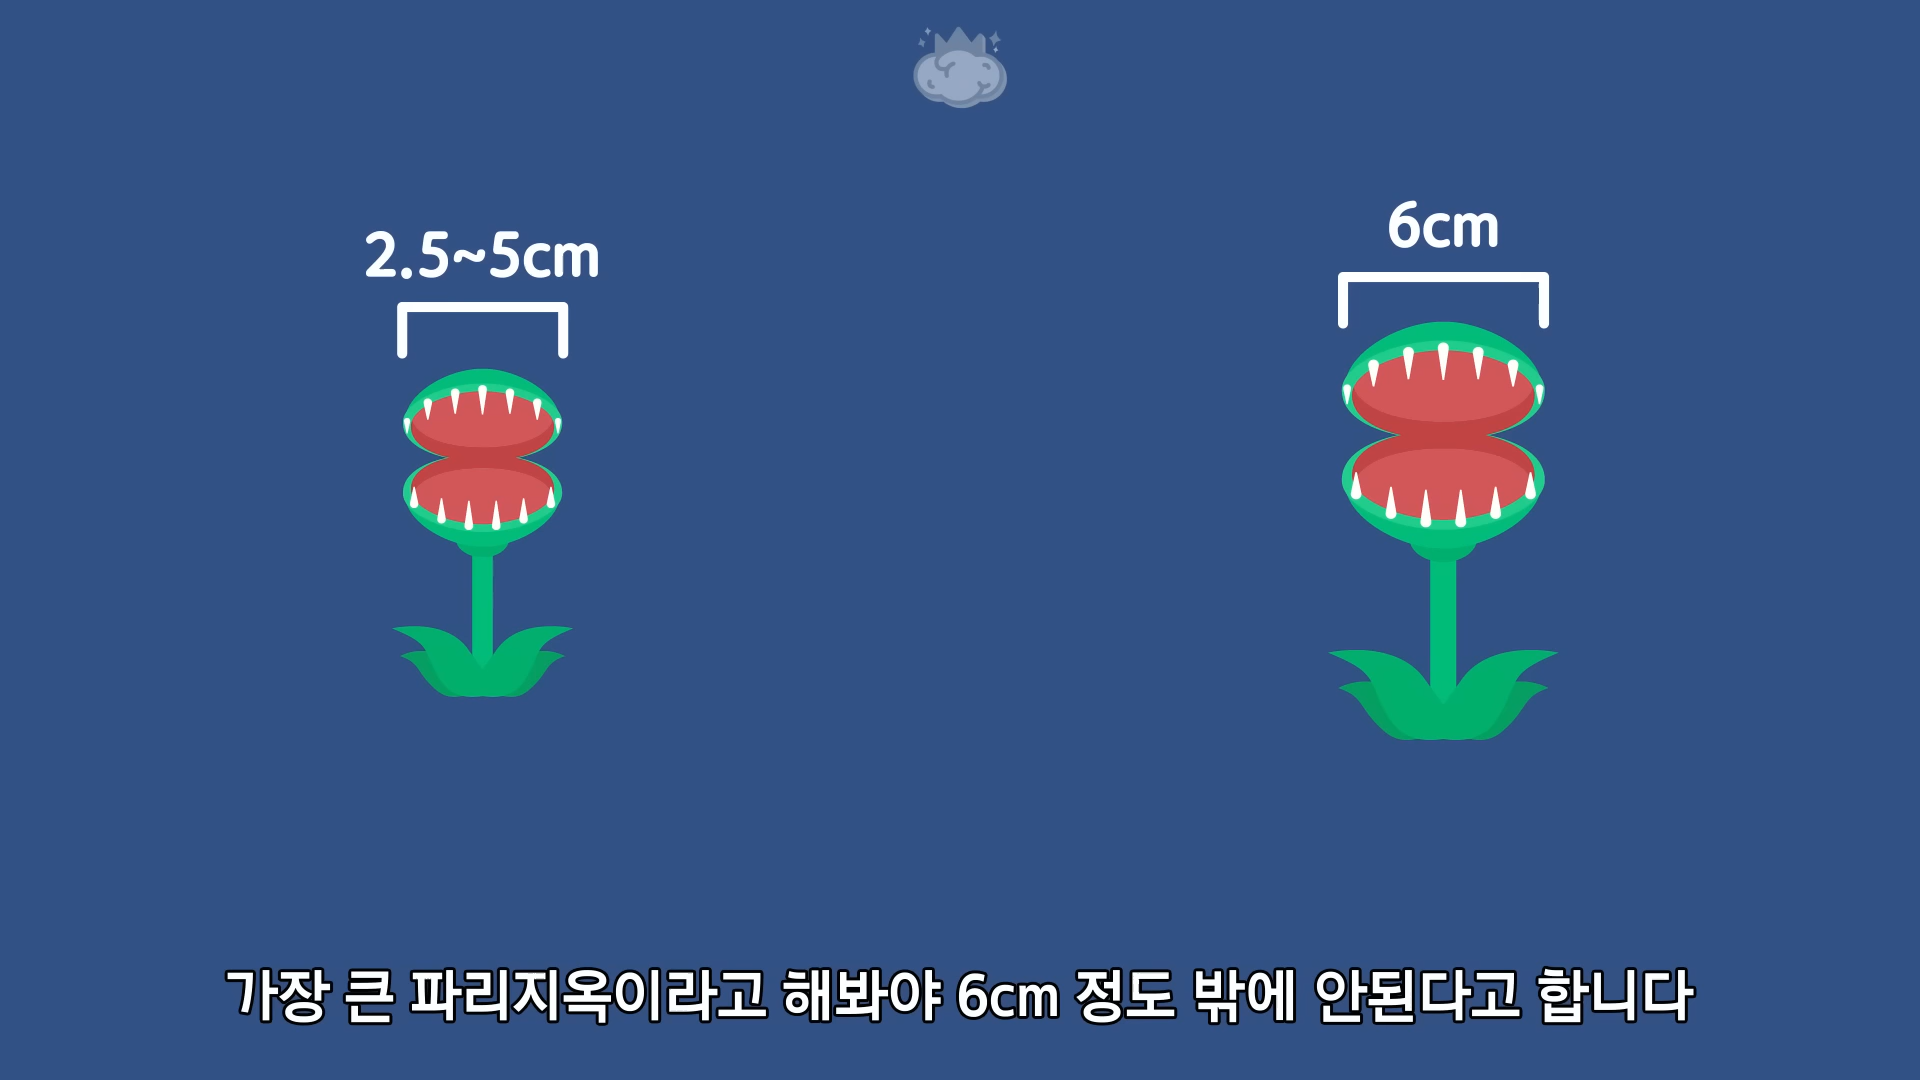 2.5~5cm
6cm
가장 큰 파리지옥이라고 해봐야 6cm 정도 밖에 안된다고 합니다